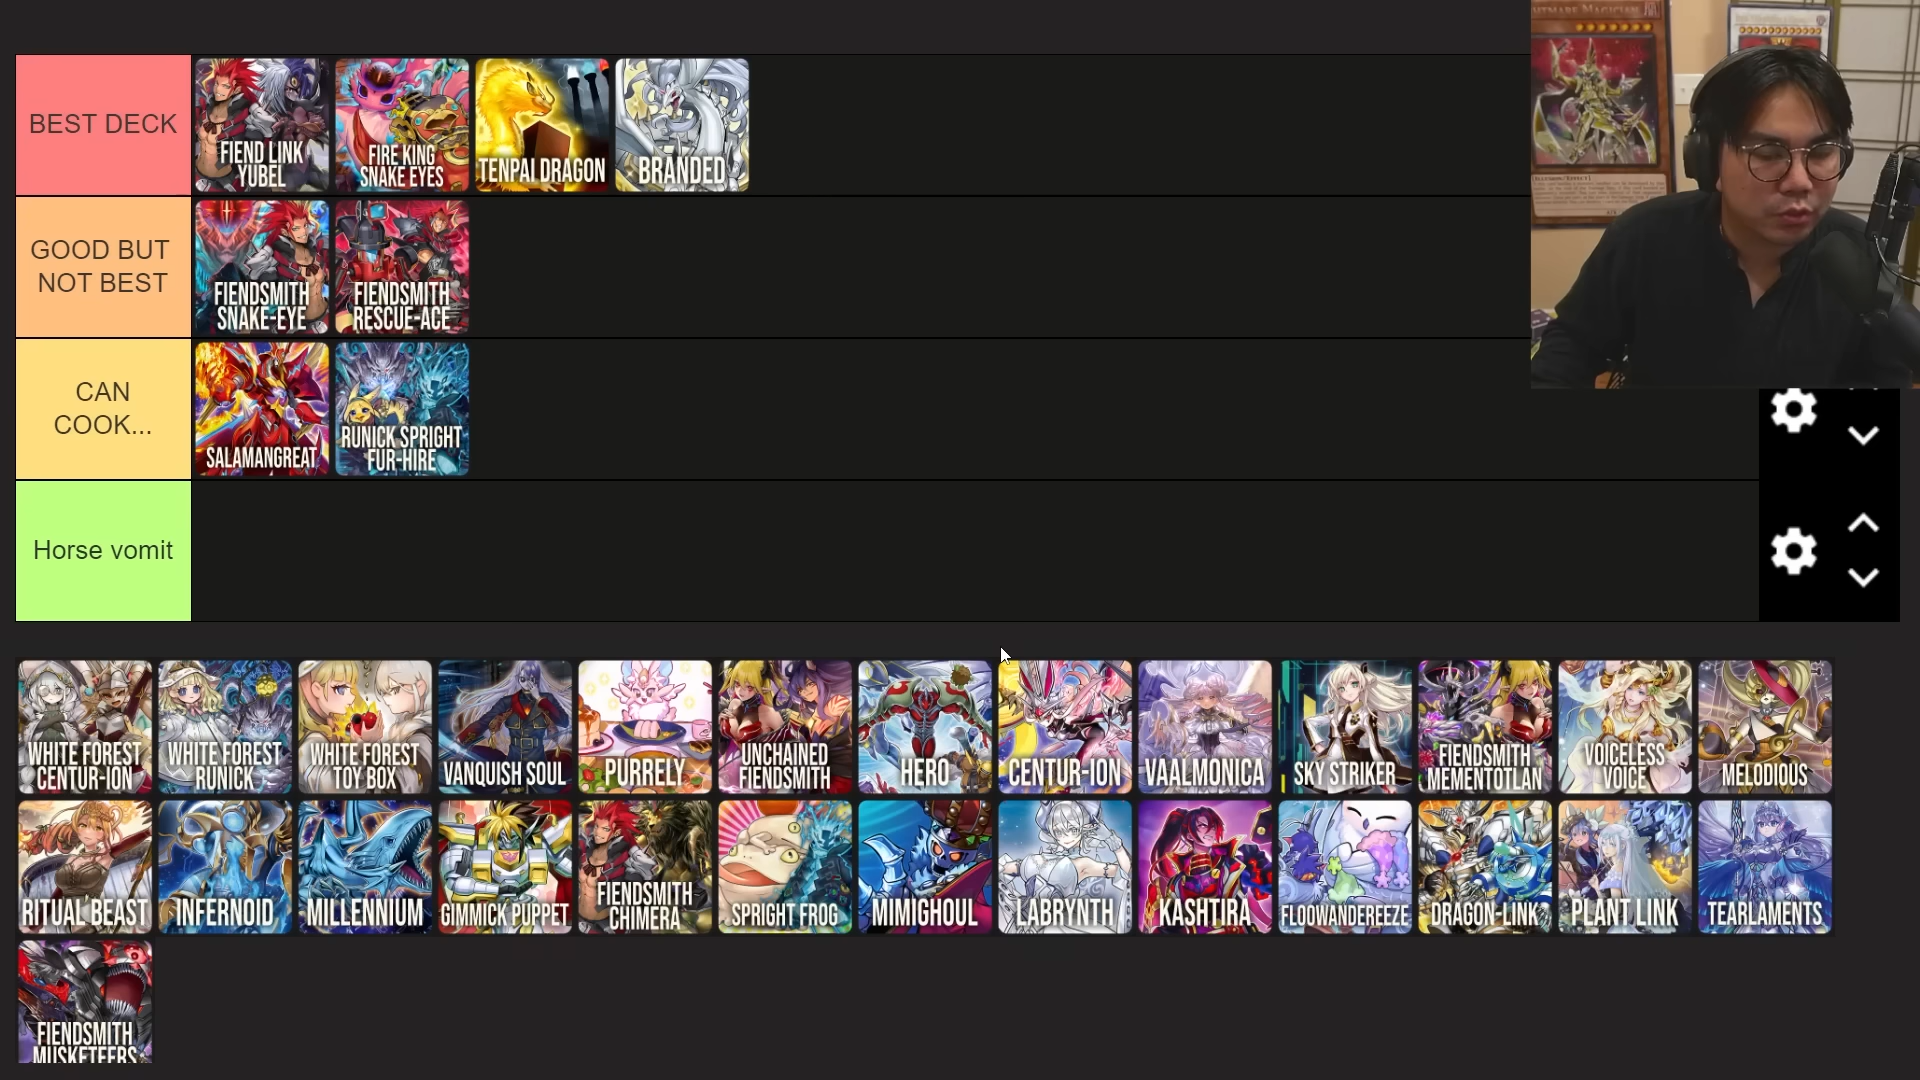 BEST DECK
FIEND LINK
YUBEL
FIRE KING
SNAKE EYES
TENPAI DRAGON
BRANDED
GOOD BUT
NOT BEST
FIENDSMITH
SNAKE-EYE
FIENDSMITH
RESCUE-ACE
CAN
COOK...
SALAMANGREAT
RUNICK SPRIGHT
FUR-HIRE
Horse vomit
WHITE FOREST
CENTUR-ION
WHITE FOREST
RUNICK
WHITE FOREST
TOY BOX
VANQUISH SOUL
PURRELY
UNCHAINED
FIENDSMITH
HERO
CENTUR-ION
VAALMONICA
SKY STRIKER
FIENDSMITH
MEMENTOTLAN
VOICELESS
VOICE
MELODIOUS
RITUAL BEAST
INFERNOID
MILLENNIUM
GIMMICK PUPPET
FIENDSMITH
CHIMERA
SPRIGHT FROG
MIMIGHOUL
LABRYNTH
KASHTIRA
FLOOWANDEREEZE
DRAGON-LINK
PLANT LINK
TEARLAMENTS
FIENDSMITH
MUSKETEERS